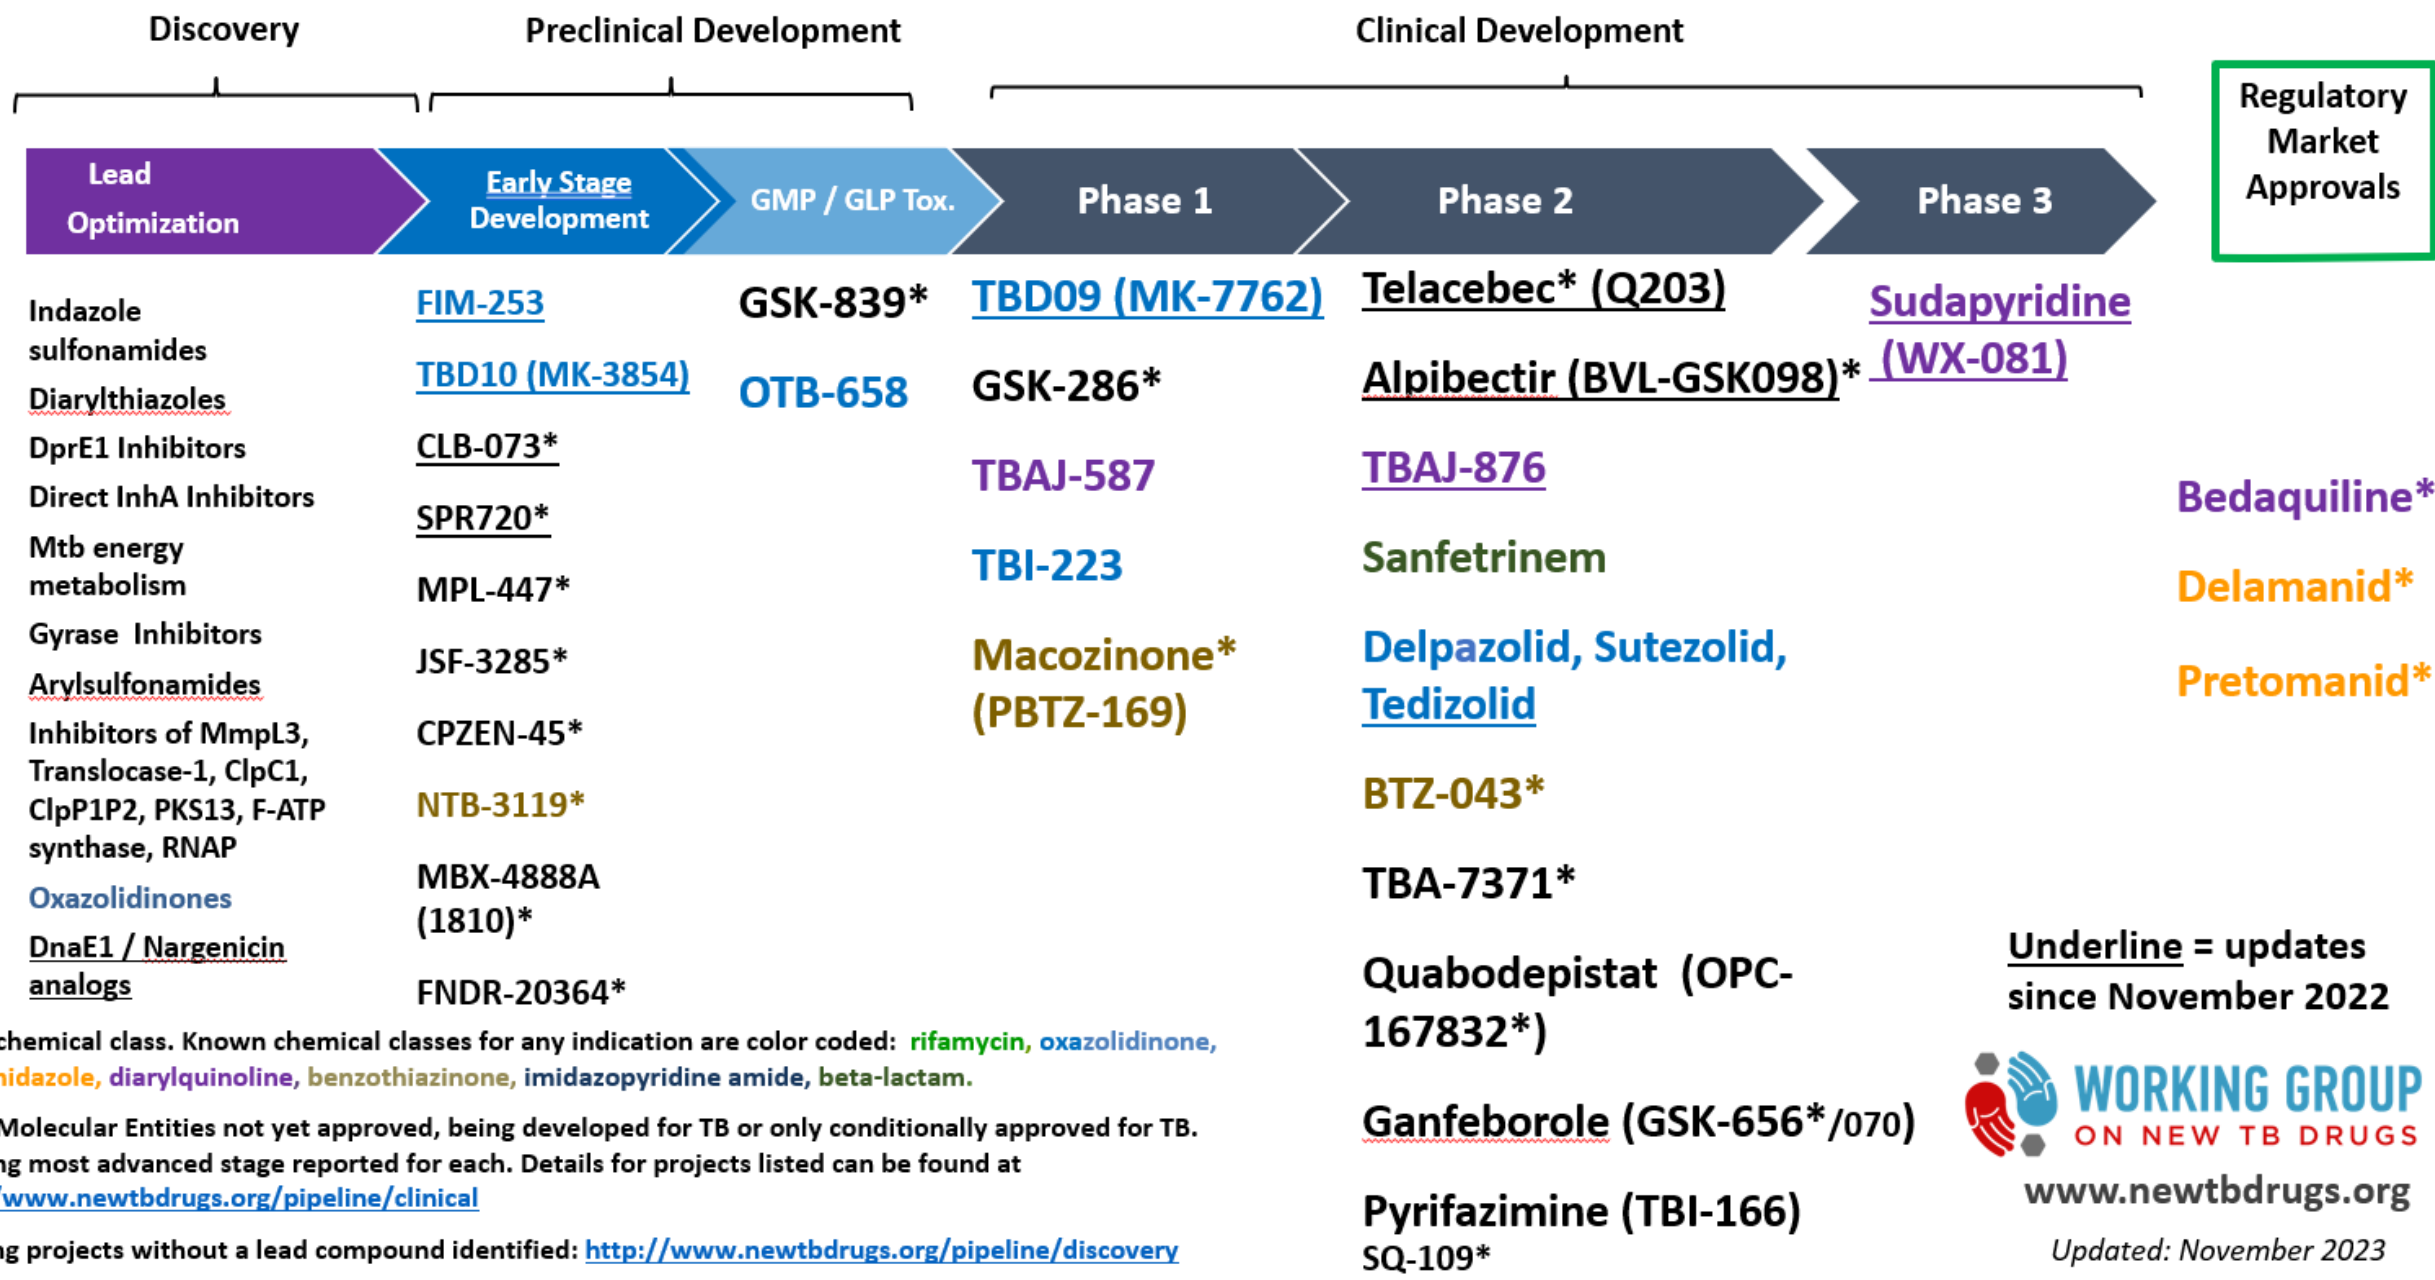 Discovery
Preclinical Development
Clinical Development
Regulatory
Market
Approvals
Lead
Optimization
Early Stage
Development
GMP / GLP Tox.
Phase 1
Phase 2
Phase 3
Indazole
sulfonamides
Diarylthiazoles
DprE1 Inhibitors
Direct InhA Inhibitors
Mtb energy
metabolism
Gyrase Inhibitors
Arylsulfonamides
Inhibitors of MmpL3,
Translocase-1, ClpC1,
ClpP1P2, PKS13, F-ATP
synthase, RNAP
Oxazolidinones
DnaE1 / Nargenicin
analogs
FIM-253
TBD10 (MK-3854)
CLB-073*
SPR720*
MPL-447*
JSF-3285*
CPZEN-45*
NTB-3119*
MBX-4888A
(1810)*
FNDR-20364*
GSK-839*
OTB-658
TBD09 (MK-7762)
GSK-286*
TBAJ-587
TBI-223
Macozinone*
(PBTZ-169)
Telacebec* (Q203)
Alpibectir (BVL-GSK098)*
TBAJ-876
Sanfetrinem
Delpazolid, Sutezolid,
Tedizolid
BTZ-043*
TBA-7371*
Quabodepistat (OPC-
167832*)
Ganfeborole (GSK-656*/070)
Pyrifazimine (TBI-166)
SQ-109*
Sudapyridine
(WX-081)
Bedaquiline*
Delamanid*
Pretomanid*
Underline = updates
since November 2022
chemical class. Known chemical classes for any indication are color coded: rifamycin, oxazolidinone,
nidazole, diarylquinoline, benzothiazinone, imidazopyridine amide, beta-lactam.
Molecular Entities not yet approved, being developed for TB or only conditionally approved for TB.
ng most advanced stage reported for each. Details for projects listed can be found at
/www.newtbdrugs.org/pipeline/clinical
ng projects without a lead compound identified: http://www.newtbdrugs.org/pipeline/discovery
WORKING GROUP
ON NEW TB DRUGS
www.newtbdrugs.org
Updated: November 2023